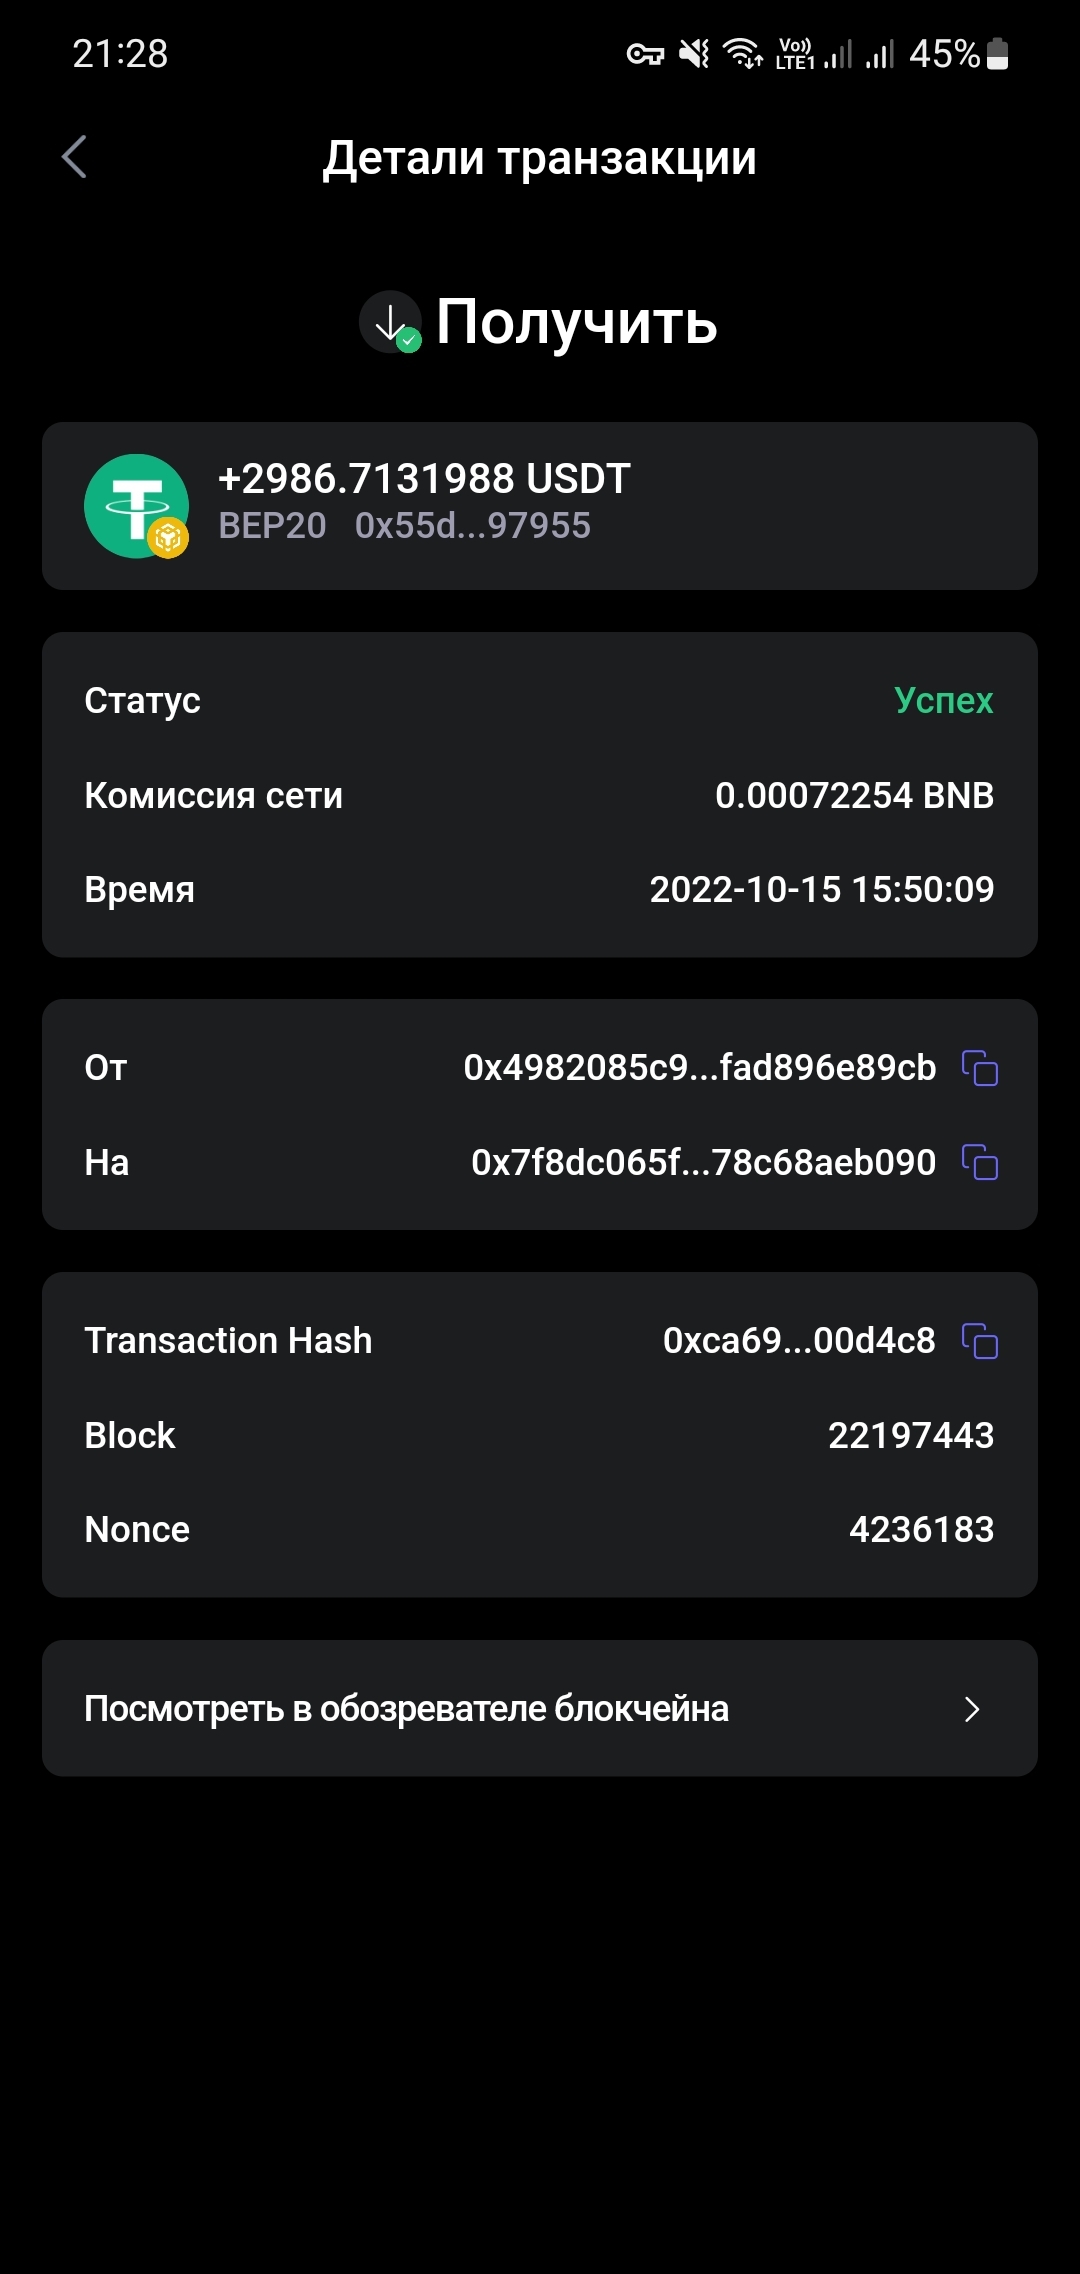 21:28 Vo)) LTE1 45%
Детали транзакции
Получить
+2986.7131988 USDT
BEP20 0x55d...97955
Статус Успех
Комиссия сети 0.00072254 BNB
Время 2022-10-15 15:50:09
От 0x4982085c9...fad896e89cb
На 0x7f8dc065f...78c68aeb090
Transaction Hash 0xca69...00d4c8
Block 22197443
Nonce 4236183
Посмотреть в обозревателе блокчейна